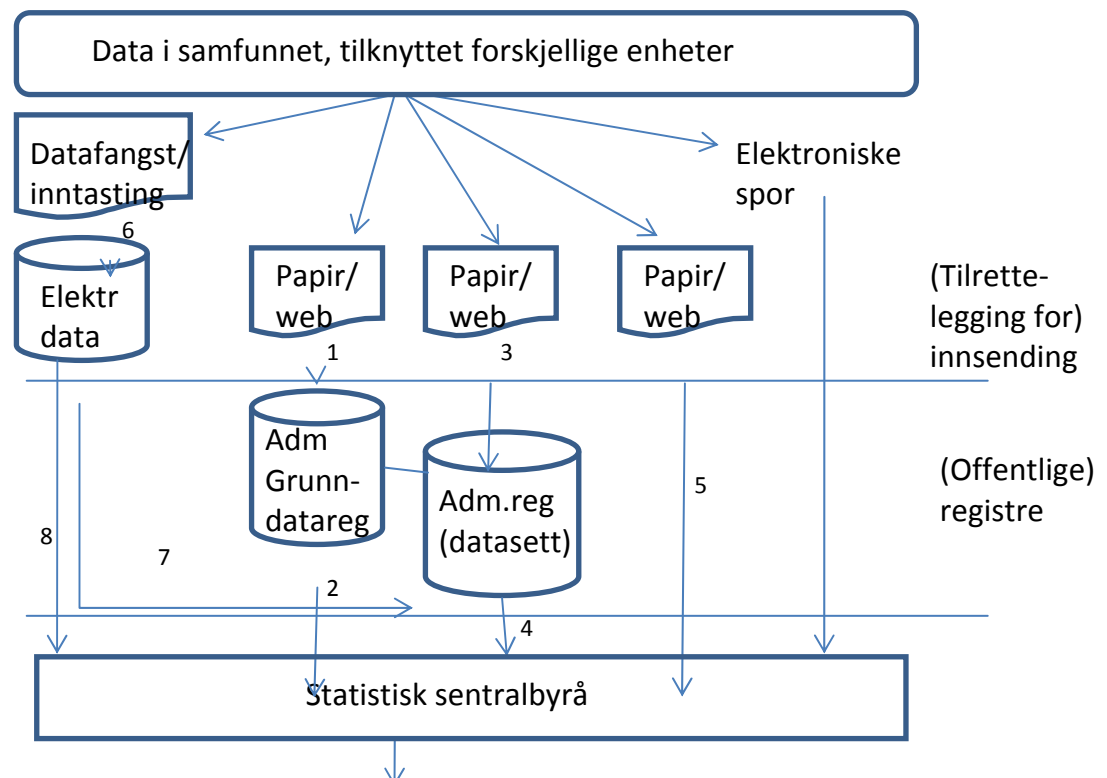 Data i samfunnet, tilknyttet forskjellige enheter
Datafangst/
inntasting
Elektroniske
spor
6
Elektr
data
Papir/
web
Papir/
web
Papir/
web
(Tilrette-
legging for)
innsending
1
3
Adm
Grunn-
datareg
Adm.reg
(datasett)
5
(Offentlige)
registre
8
7
2
4
Statistisk sentralbyrå